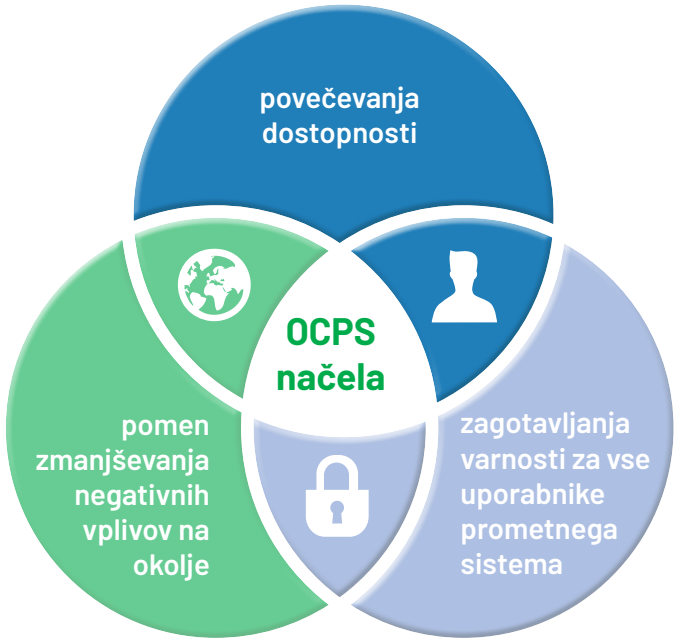 povečevanja
dostopnosti
OCPS
načela
pomen
zmanjševanja
negativnih
vplivov na
okolje
zagotavljanja
varnosti za vse
uporabnike
prometnega
sistema